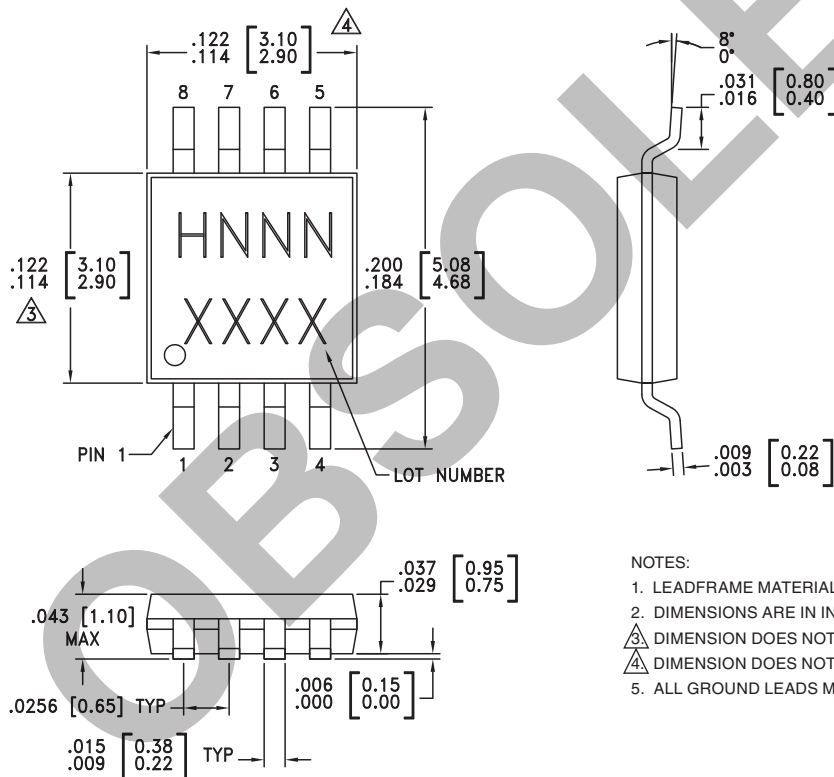 .122 [3.10]
.114 [2.90]
4
8 7 6 5
HNNN
XXXX
.122 [3.10]
.114 [2.90]
3
.200 [5.08]
.184 [4.68]
PIN 1
1 2 3 4
LOT NUMBER
8°
0°
.031 [0.80]
.016 [0.40]
.009 [0.22]
.003 [0.08]
.037 [0.95]
.029 [0.75]
.043 [1.10]
MAX
.0256 [0.65] TYP
.006 [0.15]
.000 [0.00]
.015 [0.38]
.009 [0.22]
TYP
NOTES:
1. LEADFRAME MATERIAL
2. DIMENSIONS ARE IN IN
3. DIMENSION DOES NOT
4. DIMENSION DOES NOT
5. ALL GROUND LEADS M
OBSOLE